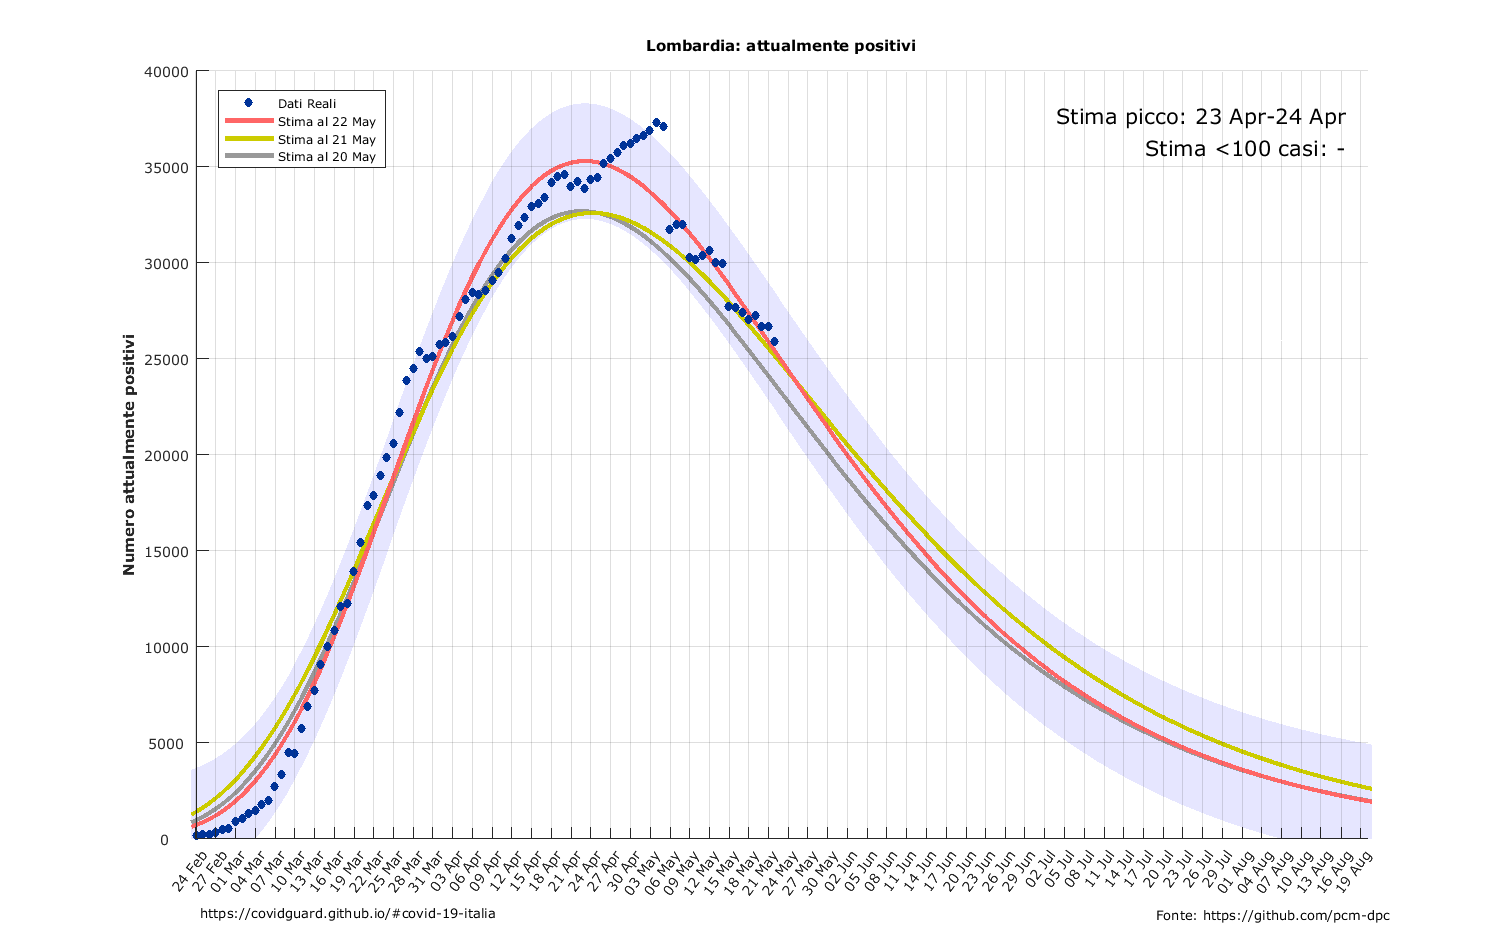 Lombardia: attualmente positivi
Stima picco: 23 Apr-24 Apr
Stima <100 casi: -
Dati Reali
Stima al 22 May
Stima al 21 May
Stima al 20 May
Numero attualmente positivi
40000
35000
30000
25000
20000
15000
10000
5000
0
24 Feb
27 Feb
01 Mar
04 Mar
07 Mar
10 Mar
13 Mar
16 Mar
19 Mar
22 Mar
25 Mar
28 Mar
31 Mar
03 Apr
06 Apr
09 Apr
12 Apr
15 Apr
18 Apr
21 Apr
24 Apr
27 Apr
30 Apr
03 May
06 May
09 May
12 May
15 May
18 May
21 May
24 May
27 May
30 May
02 Jun
05 Jun
08 Jun
11 Jun
14 Jun
17 Jun
20 Jun
23 Jun
26 Jun
29 Jun
02 Jul
05 Jul
08 Jul
11 Jul
14 Jul
17 Jul
20 Jul
23 Jul
26 Jul
29 Jul
01 Aug
04 Aug
07 Aug
10 Aug
13 Aug
16 Aug
19 Aug
https://covidguard.github.io/#covid-19-italia
Fonte: https://github.com/pcm-dpc